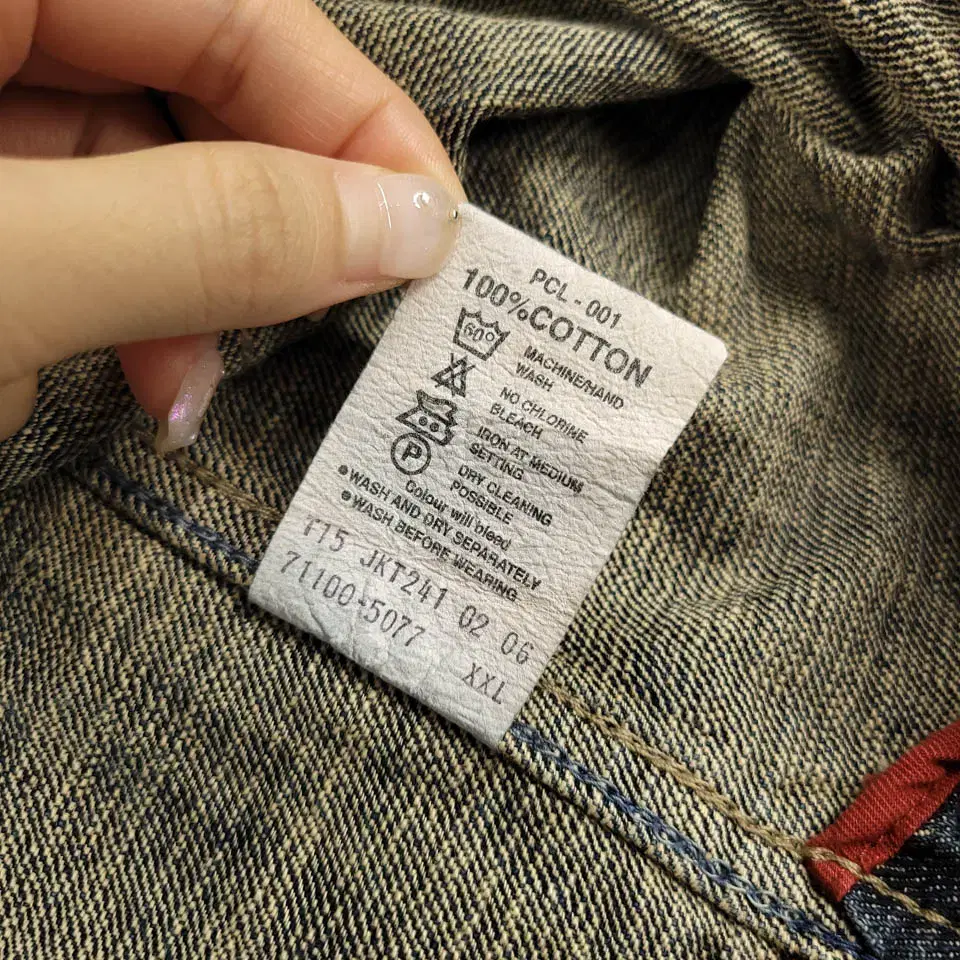 PCL - 001
100% COTTON
60°
MACHINE/HAND
WASH
NO CHLORINE
BLEACH
IRON AT MEDIUM
SETTING
P
DRY CLEANING
POSSIBLE
Colour will bleed
●WASH AND DRY SEPARATELY
●WASH BEFORE WEARING
T15 JKT241 02 06
71100-5077 XXL